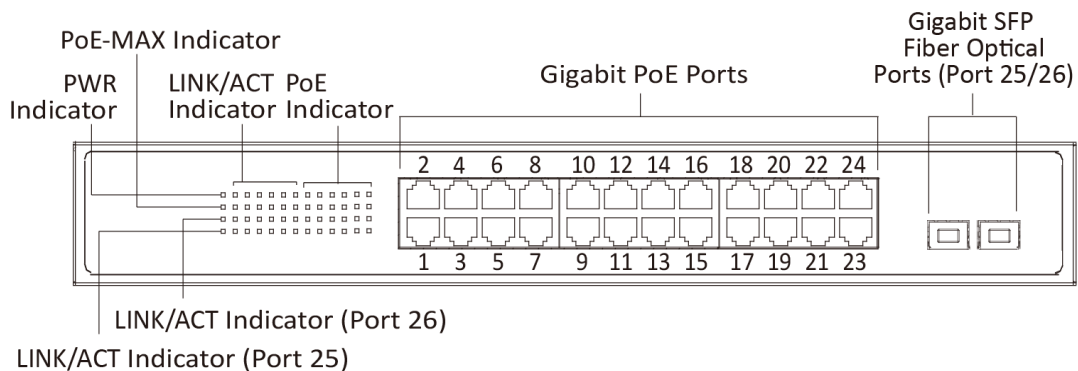 Gigabit SFP
Fiber Optical
Ports (Port 25/26)
PoE-MAX Indicator
PWR
Indicator
LINK/ACT
Indicator
PoE
Indicator
Gigabit PoE Ports
2 4 6 8 10 12 14 16 18 20 22 24
1 3 5 7 9 11 13 15 17 19 21 23
LINK/ACT Indicator (Port 26)
LINK/ACT Indicator (Port 25)